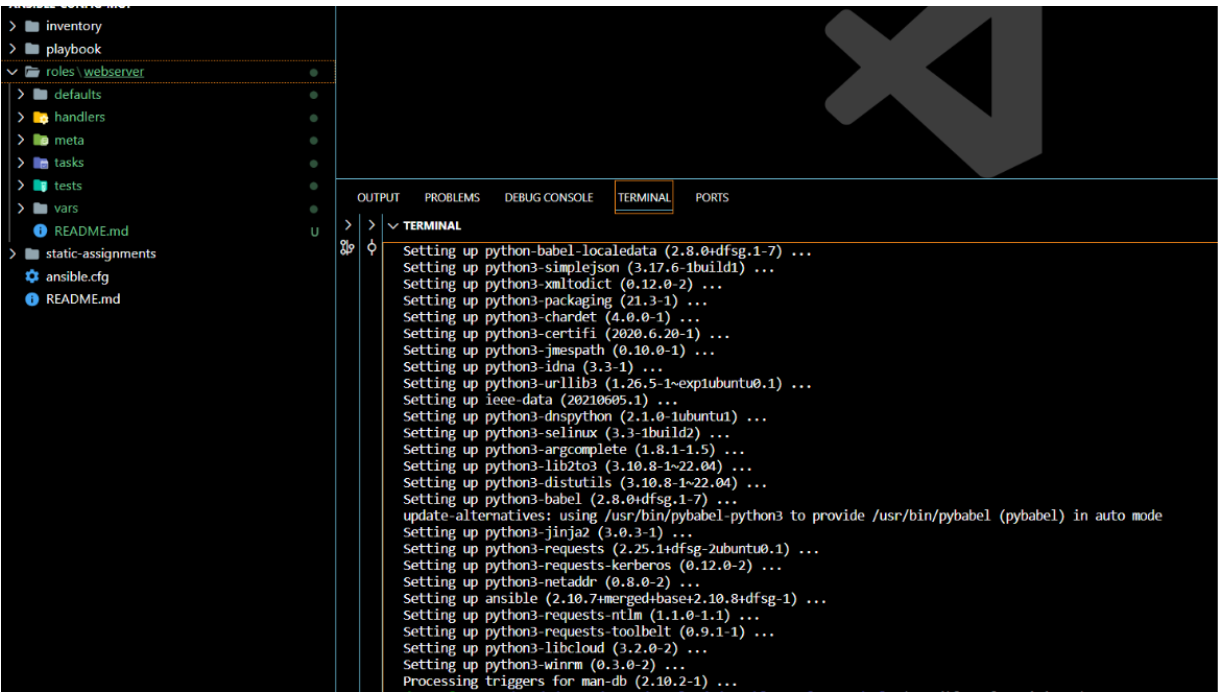 inventory
playbook
roles\webserver
defaults
handlers
meta
tasks
tests
vars
README.md U
static-assignments
ansible.cfg
README.md
OUTPUT PROBLEMS DEBUG CONSOLE TERMINAL PORTS
TERMINAL
Setting up python-babel-localedata (2.8.0+dfsg.1-7) ...
Setting up python3-simplejson (3.17.6-1build1) ...
Setting up python3-xmltodict (0.12.0-2) ...
Setting up python3-packaging (21.3-1) ...
Setting up python3-chardet (4.0.0-1) ...
Setting up python3-certifi (2020.6.20-1) ...
Setting up python3-jmespath (0.10.0-1) ...
Setting up python3-idna (3.3-1) ...
Setting up python3-urllib3 (1.26.5-1~exp1ubuntu0.1) ...
Setting up ieee-data (20210605.1) ...
Setting up python3-dnspython (2.1.0-1ubuntu1) ...
Setting up python3-selinux (3.3-1build2) ...
Setting up python3-argcomplete (1.8.1-1.5) ...
Setting up python3-lib2to3 (3.10.8-1~22.04) ...
Setting up python3-distutils (3.10.8-1~22.04) ...
Setting up python3-babel (2.8.0+dfsg.1-7) ...
update-alternatives: using /usr/bin/pybabel-python3 to provide /usr/bin/pybabel (pybabel) in auto mode
Setting up python3-jinja2 (3.0.3-1) ...
Setting up python3-requests (2.25.1+dfsg-2ubuntu0.1) ...
Setting up python3-requests-kerberos (0.12.0-2) ...
Setting up python3-netaddr (0.8.0-2) ...
Setting up ansible (2.10.7+merged+base+2.10.8+dfsg-1) ...
Setting up python3-requests-ntlm (1.1.0-1.1) ...
Setting up python3-requests-toolbelt (0.9.1-1) ...
Setting up python3-libcloud (3.2.0-2) ...
Setting up python3-winrm (0.3.0-2) ...
Processing triggers for man-db (2.10.2-1) ...